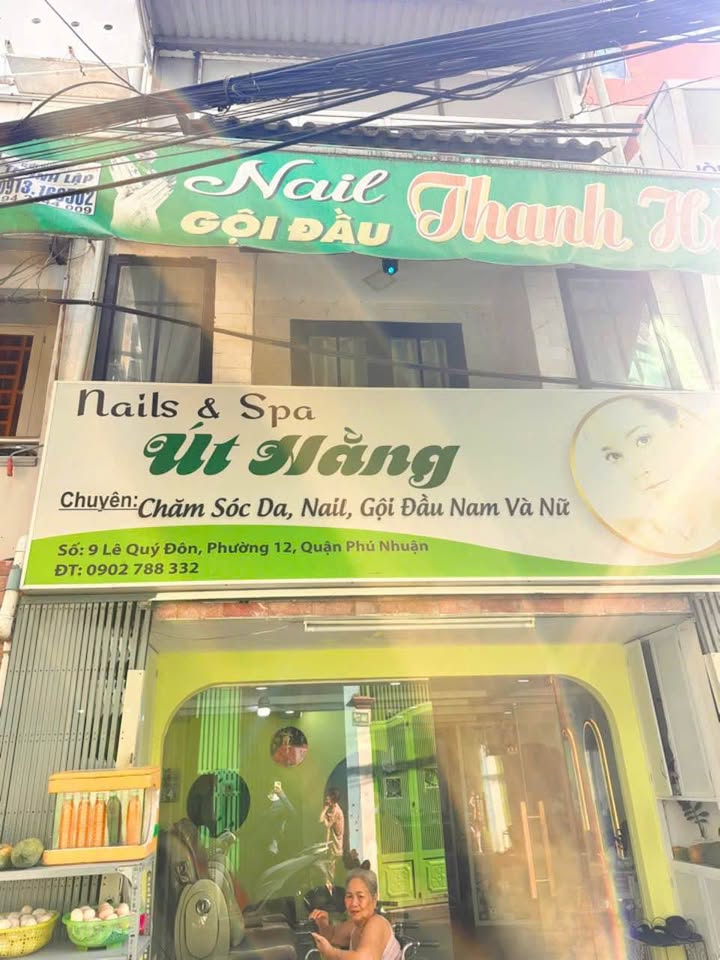 Nail
GỘI ĐẦU
Thanh
Nails & Spa
Út Hằng
Chuyên: Chăm Sóc Da, Nail, Gội Đầu Nam Và Nữ
Số: 9 Lê Quý Đôn, Phường 12, Quận Phú Nhuận
ĐT: 0902 788 332